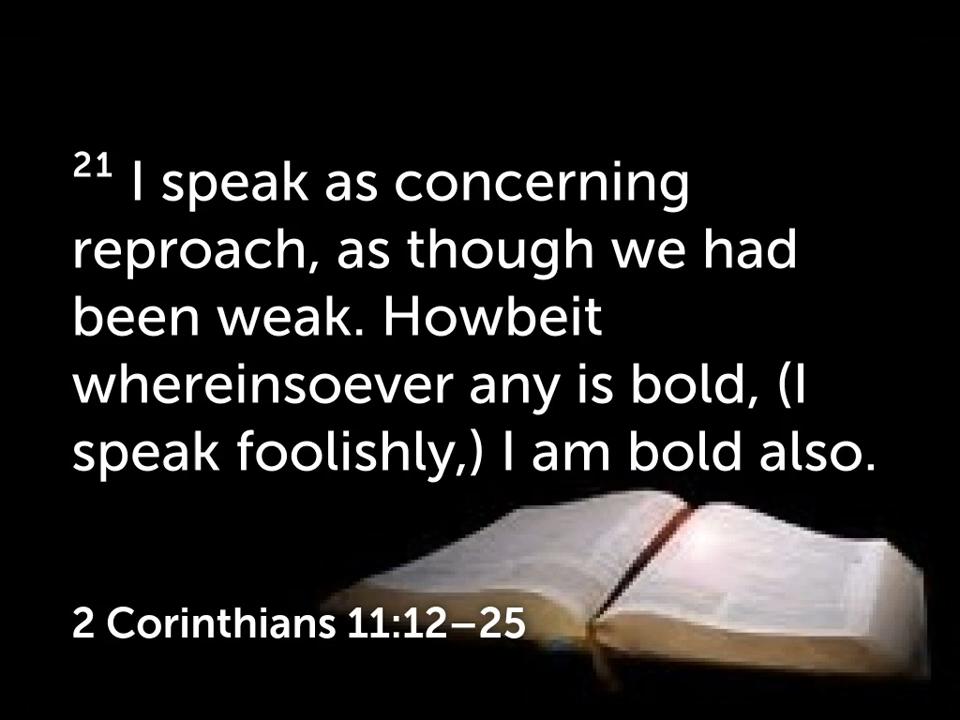 ²¹ I speak as concerning
reproach, as though we had
been weak. Howbeit
whereinsoever any is bold, (I
speak foolishly,) I am bold also.
2 Corinthians 11:12–25